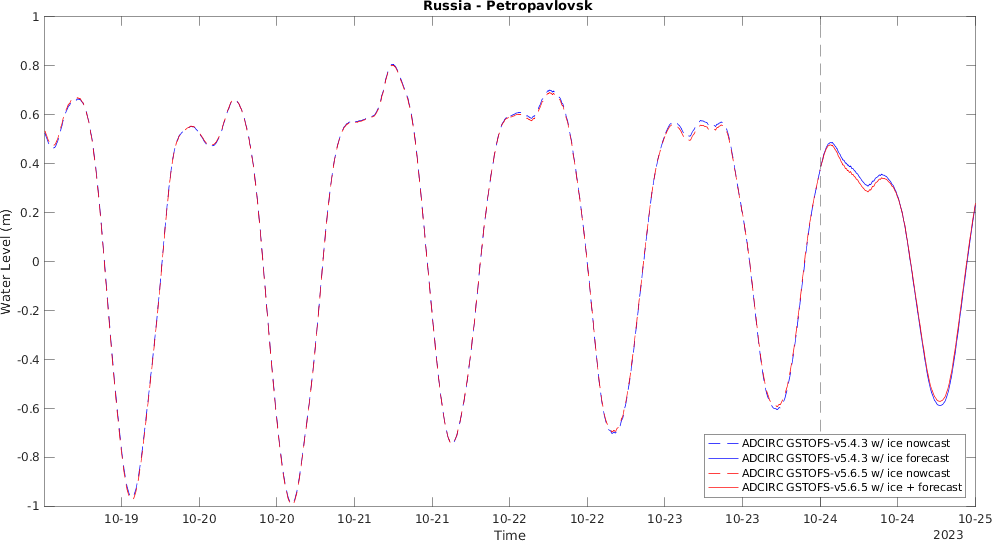 Russia - Petropavlovsk
1
0.8
0.6
0.4
0.2
0
-0.2
-0.4
-0.6
-0.8
-1
Water Level (m)
ADCIRC GSTOFS-v5.4.3 w/ ice nowcast
ADCIRC GSTOFS-v5.4.3 w/ ice forecast
ADCIRC GSTOFS-v5.6.5 w/ ice nowcast
ADCIRC GSTOFS-v5.6.5 w/ ice + forecast
10-19 10-20 10-20 10-21 10-21 10-22 10-22 10-23 10-23 10-24 10-24 10-25
Time
2023